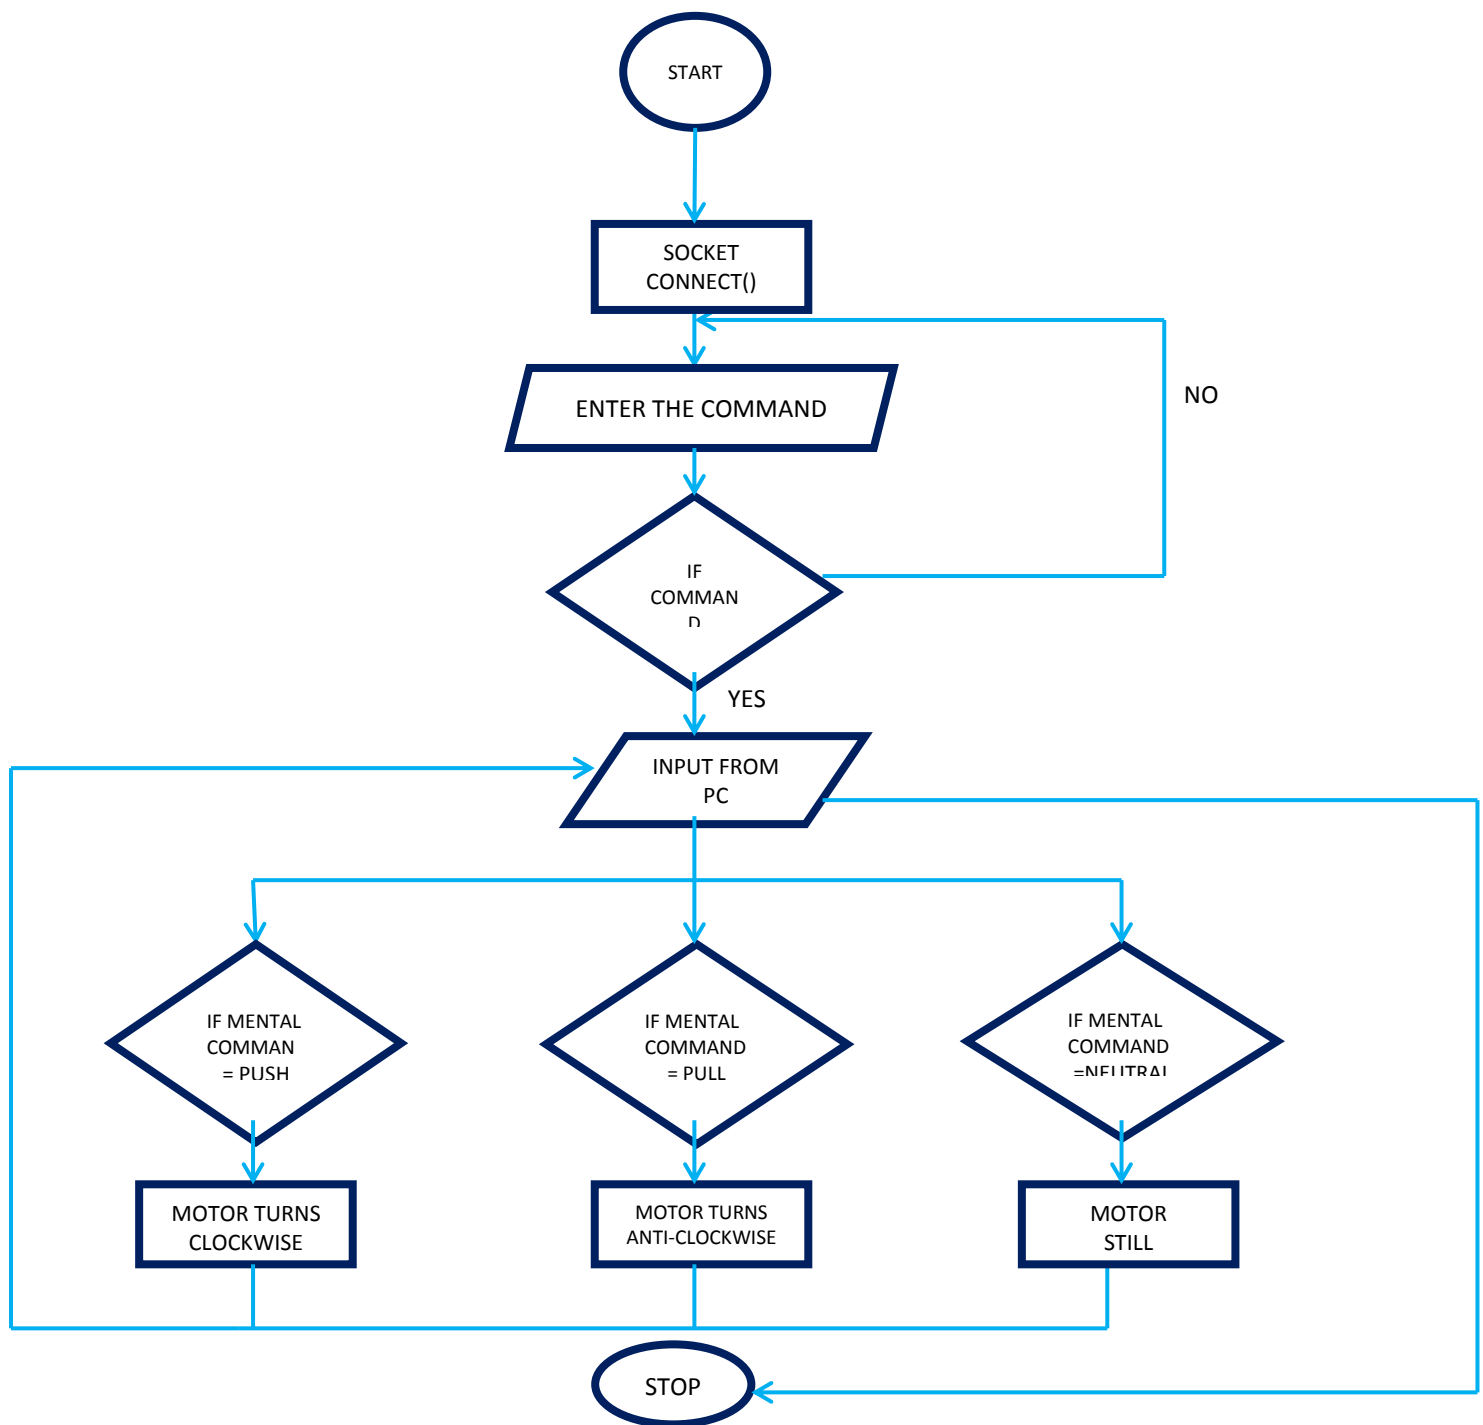 START
SOCKET
CONNECT()
ENTER THE COMMAND
NO
IF
COMMAN
D
YES
INPUT FROM
PC
IF MENTAL
COMMAN
= PUSH
IF MENTAL
COMMAND
= PULL
IF MENTAL
COMMAND
=NEUTRAL
MOTOR TURNS
CLOCKWISE
MOTOR TURNS
ANTI-CLOCKWISE
MOTOR
STILL
STOP